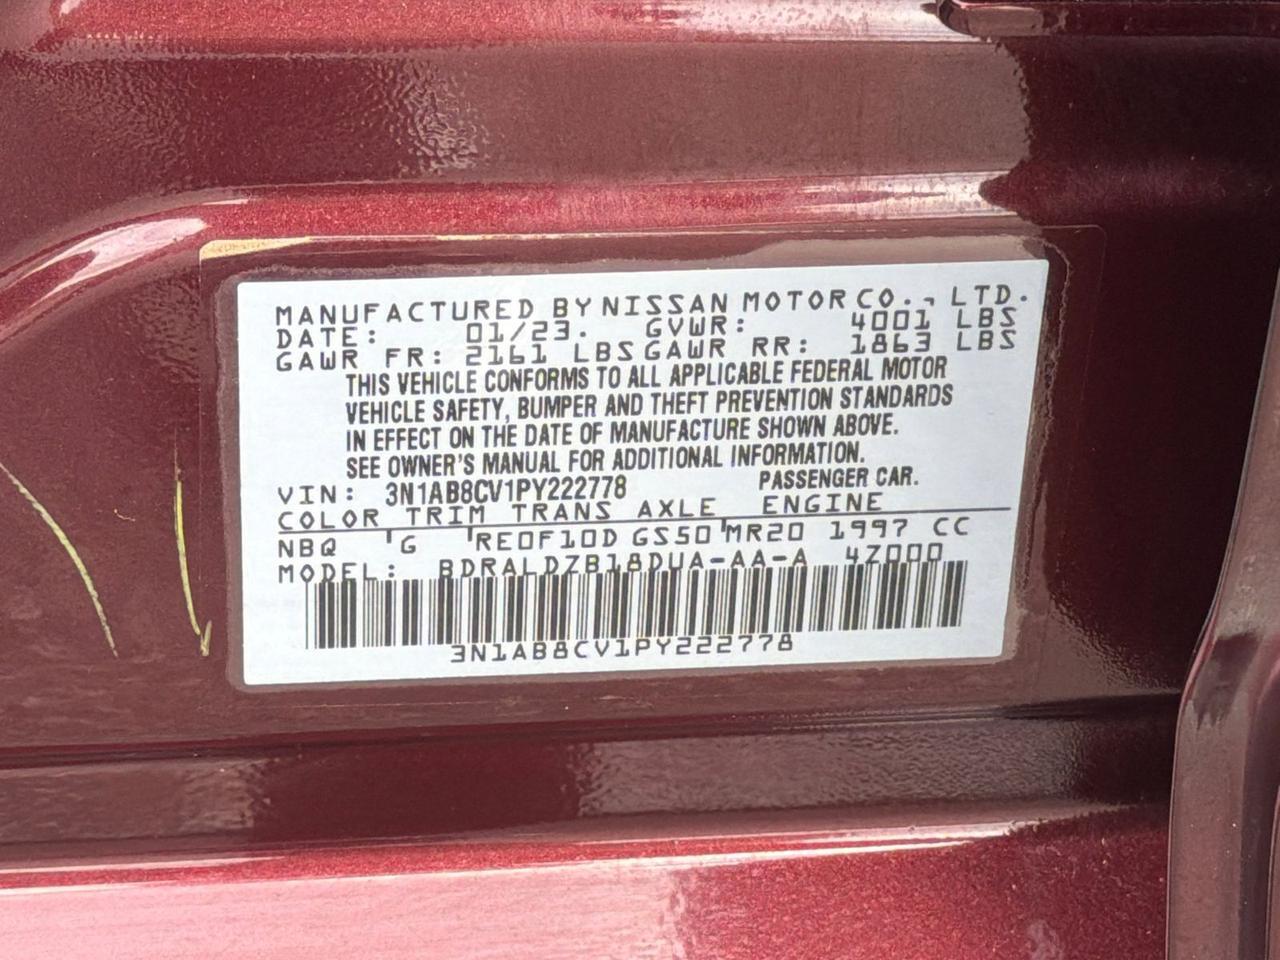 MANUFACTURED BY NISSAN MOTOR CO., LTD.
DATE: 01/23. GVWR: 4001 LBS
GAWR FR: 2161 LBS GAWR RR: 1863 LBS
THIS VEHICLE CONFORMS TO ALL APPLICABLE FEDERAL MOTOR
VEHICLE SAFETY, BUMPER AND THEFT PREVENTION STANDARDS
IN EFFECT ON THE DATE OF MANUFACTURE SHOWN ABOVE.
SEE OWNER'S MANUAL FOR ADDITIONAL INFORMATION.
VIN: 3N1AB8CV1PY222778 PASSENGER CAR.
COLOR TRIM TRANS AXLE ENGINE
NBQ G RE0F10D GS50 MR20 1997 CC
MODEL: BDRALDZB18DUA-AA-A 4Z000
3N1AB8CV1PY222778